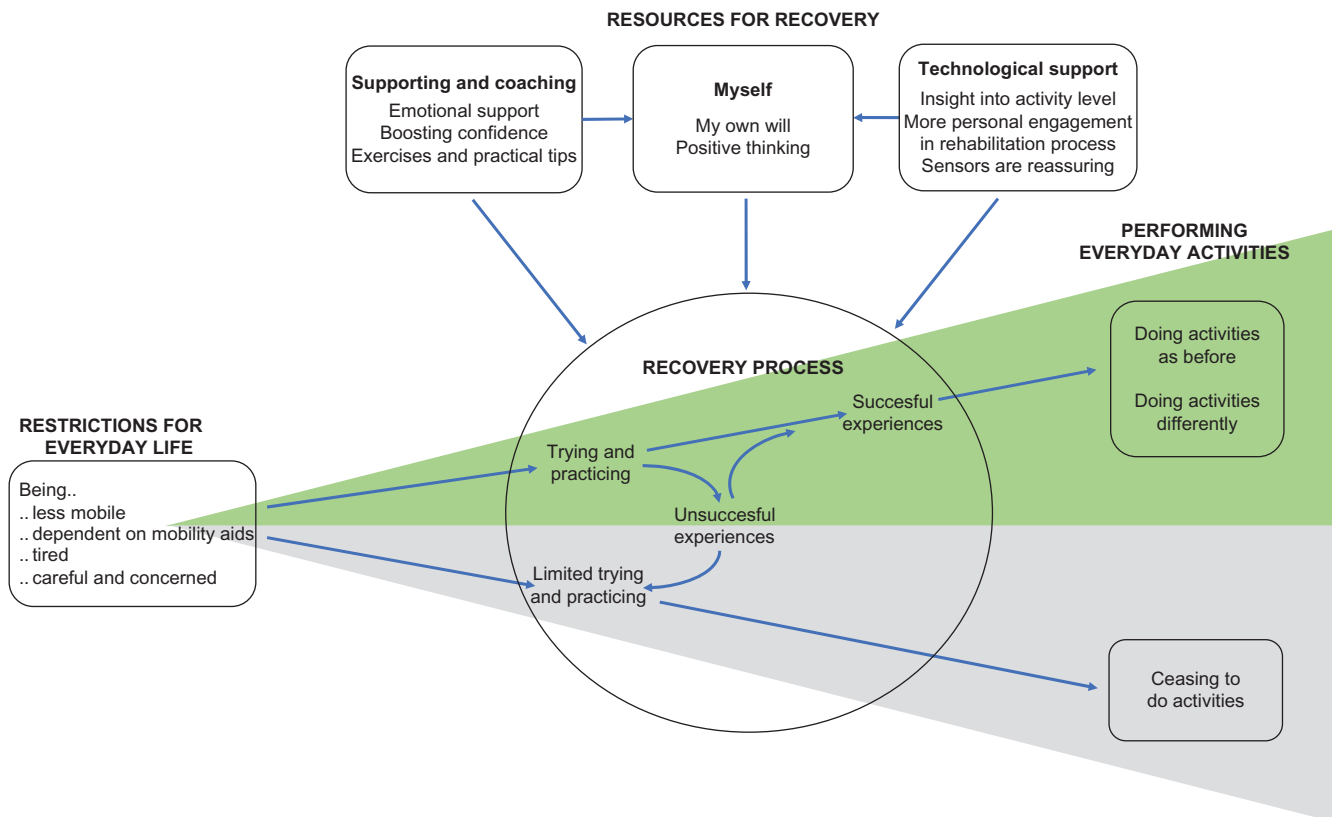 RESOURCES FOR RECOVERY
Supporting and coaching
Emotional support
Boosting confidence
Exercises and practical tips
Myself
My own will
Positive thinking
Technological support
Insight into activity level
More personal engagement
in rehabilitation process
Sensors are reassuring
PERFORMING
EVERYDAY ACTIVITIES
Doing activities
as before
Doing activities
differently
RECOVERY PROCESS
Succesful
experiences
Trying and
practicing
Unsuccesful
experiences
Limited trying
and practicing
RESTRICTIONS FOR
EVERYDAY LIFE
Being..
.. less mobile
.. dependent on mobility aids
.. tired
.. careful and concerned
Ceasing to
do activities